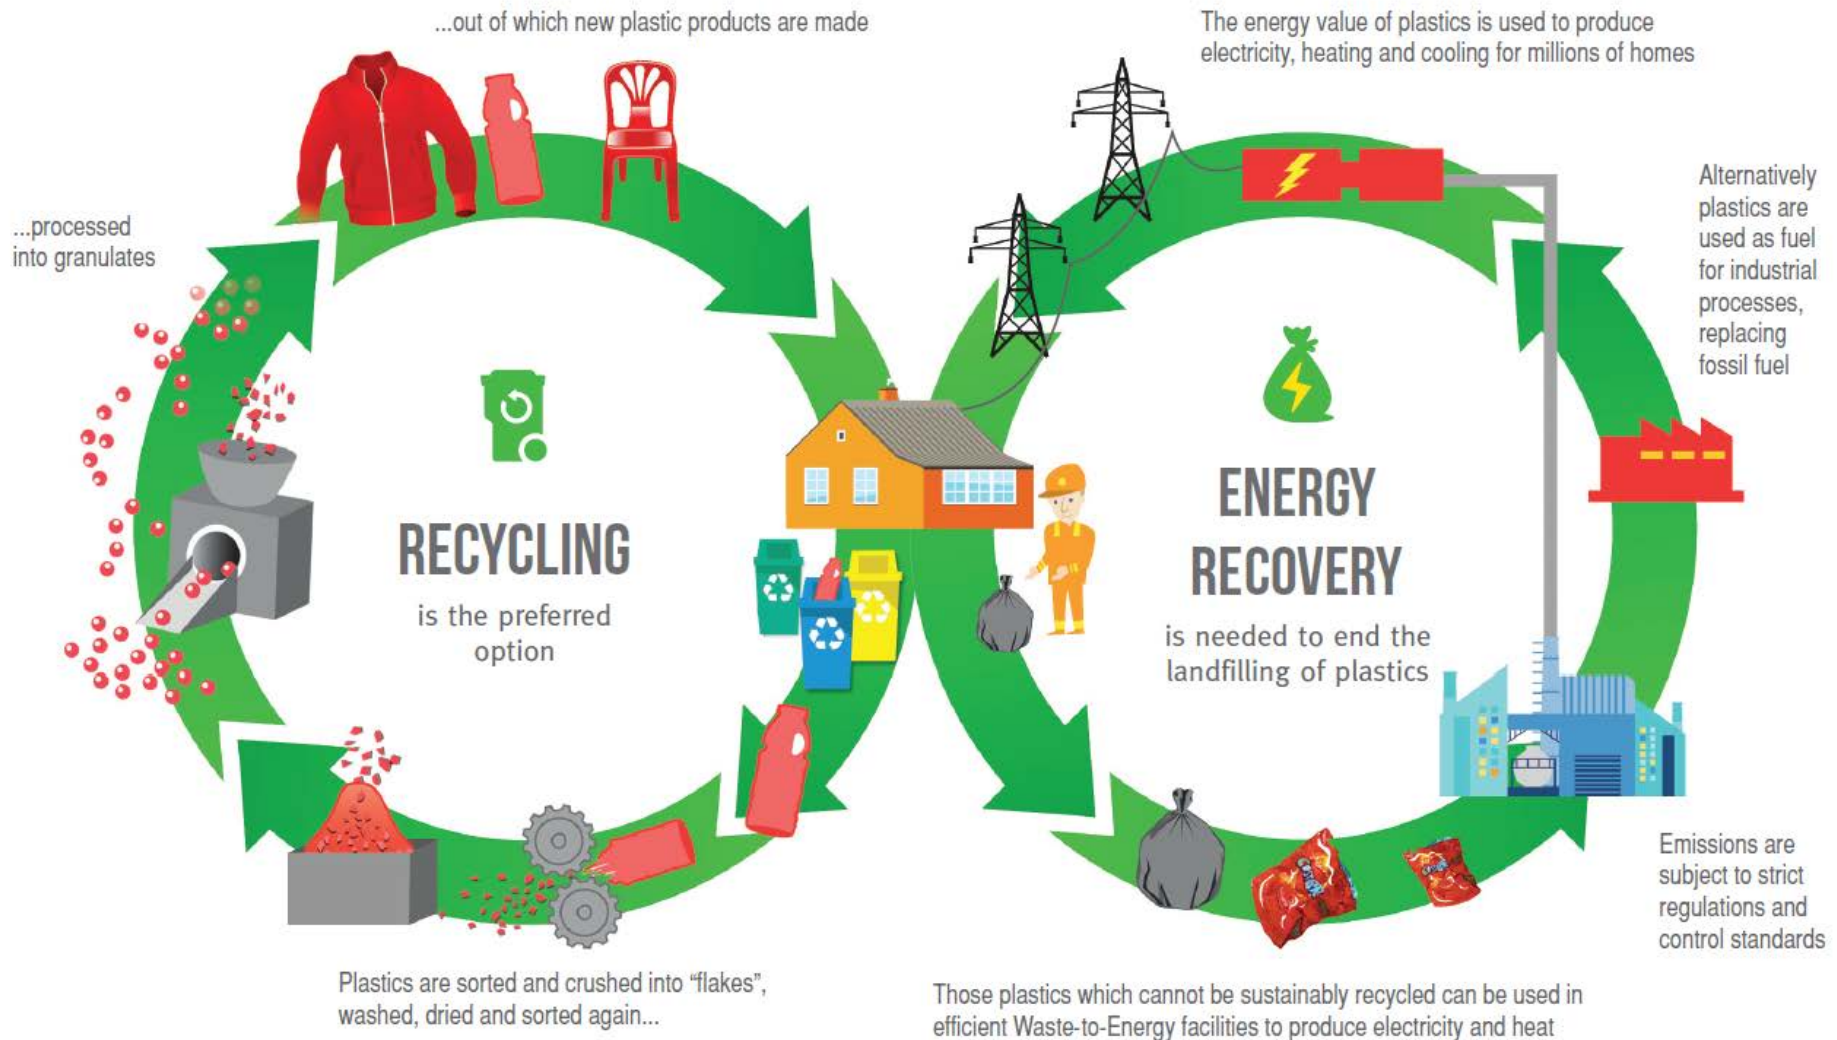 ...out of which new plastic products are made
The energy value of plastics is used to produce
electricity, heating and cooling for millions of homes
Alternatively
plastics are
used as fuel
for industrial
processes,
replacing
fossil fuel
...processed
into granulates
RECYCLING
is the preferred
option
ENERGY
RECOVERY
is needed to end the
landfilling of plastics
Emissions are
subject to strict
regulations and
control standards
Plastics are sorted and crushed into “flakes”,
washed, dried and sorted again...
Those plastics which cannot be sustainably recycled can be used in
efficient Waste-to-Energy facilities to produce electricity and heat